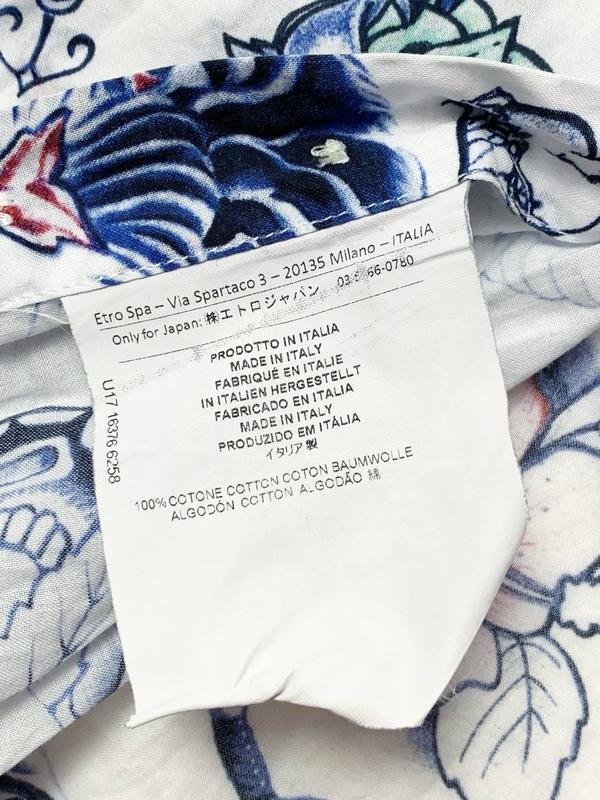 Etro Spa – Via Spartaco 3 – 20135 Milano – ITALIA
Only for Japan: ㈱エトロジャパン 03 66-0780
PRODOTTO IN ITALIA
MADE IN ITALY
FABRIQUÉ EN ITALIE
IN ITALIEN HERGESTELLT
FABRICADO EN ITALIA
MADE IN ITALY
PRODUZIDO EM ITÁLIA
イタリア製
U17 16376 6258
100% COTONE COTTON COTON BAUMWOLLE
ALGODÓN COTTON ALGODÃO 綿